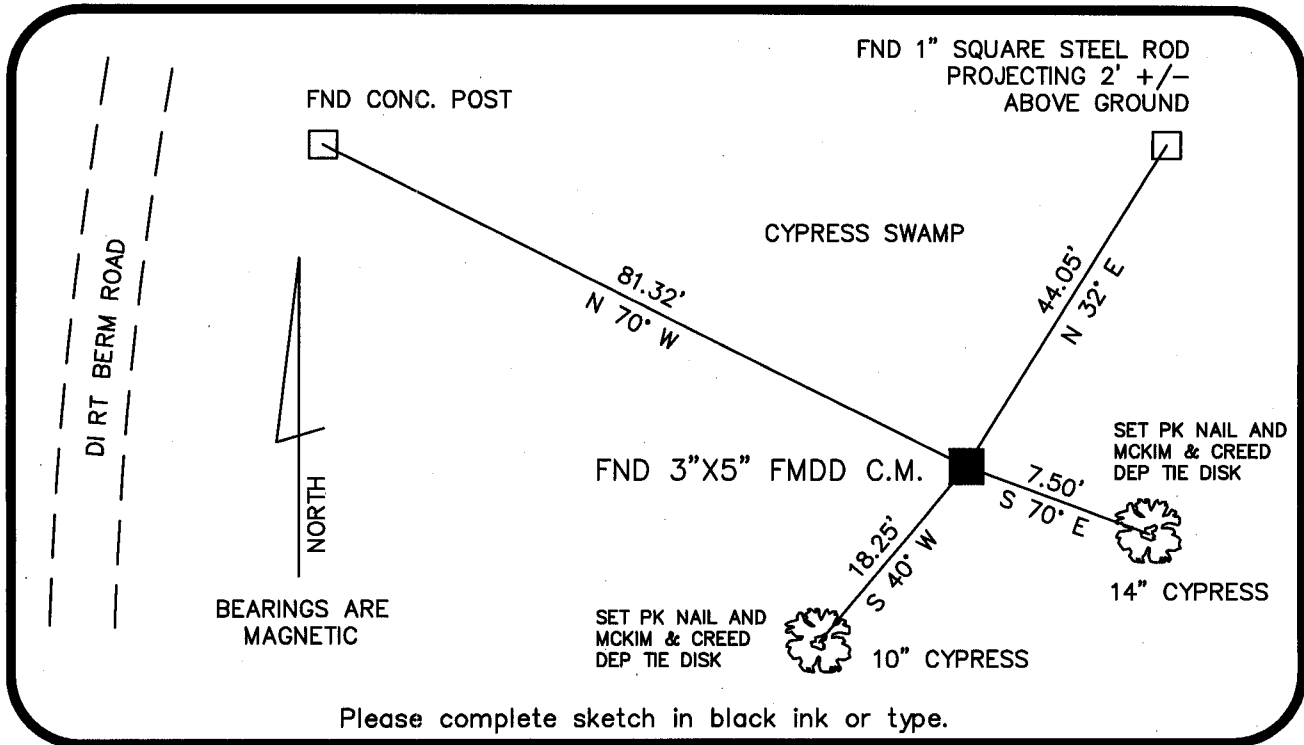 FND 1" SQUARE STEEL ROD
PROJECTING 2' +/-
ABOVE GROUND
FND CONC. POST
CYPRESS SWAMP
DIRT BERM ROAD
81.32'
N 70° W
44.05'
N 32° E
FND 3"X5" FMDD C.M.
SET PK NAIL AND
MCKIM & CREED
DEP TIE DISK
7.50'
S 70° E
14" CYPRESS
18.25'
S 40° W
NORTH
BEARINGS ARE
MAGNETIC
SET PK NAIL AND
MCKIM & CREED
DEP TIE DISK
10" CYPRESS
Please complete sketch in black ink or type.